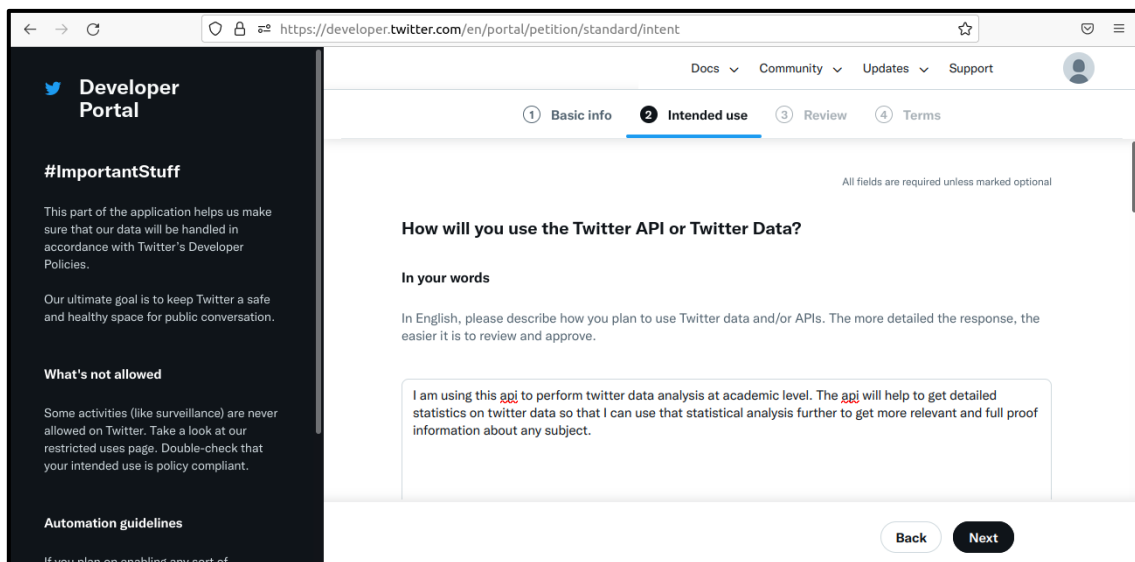 https://developer.twitter.com/en/portal/petition/standard/intent
Developer
Portal
#ImportantStuff
This part of the application helps us make
sure that our data will be handled in
accordance with Twitter's Developer
Policies.
Our ultimate goal is to keep Twitter a safe
and healthy space for public conversation.
What's not allowed
Some activities (like surveillance) are never
allowed on Twitter. Take a look at our
restricted uses page. Double-check that
your intended use is policy compliant.
Automation guidelines
If you plan on enabling any sort of
Docs Community Updates Support
1 Basic info 2 Intended use 3 Review 4 Terms
All fields are required unless marked optional
How will you use the Twitter API or Twitter Data?
In your words
In English, please describe how you plan to use Twitter data and/or APIs. The more detailed the response, the
easier it is to review and approve.
I am using this api to perform twitter data analysis at academic level. The api will help to get detailed
statistics on twitter data so that I can use that statistical analysis further to get more relevant and full proof
information about any subject.
Back Next